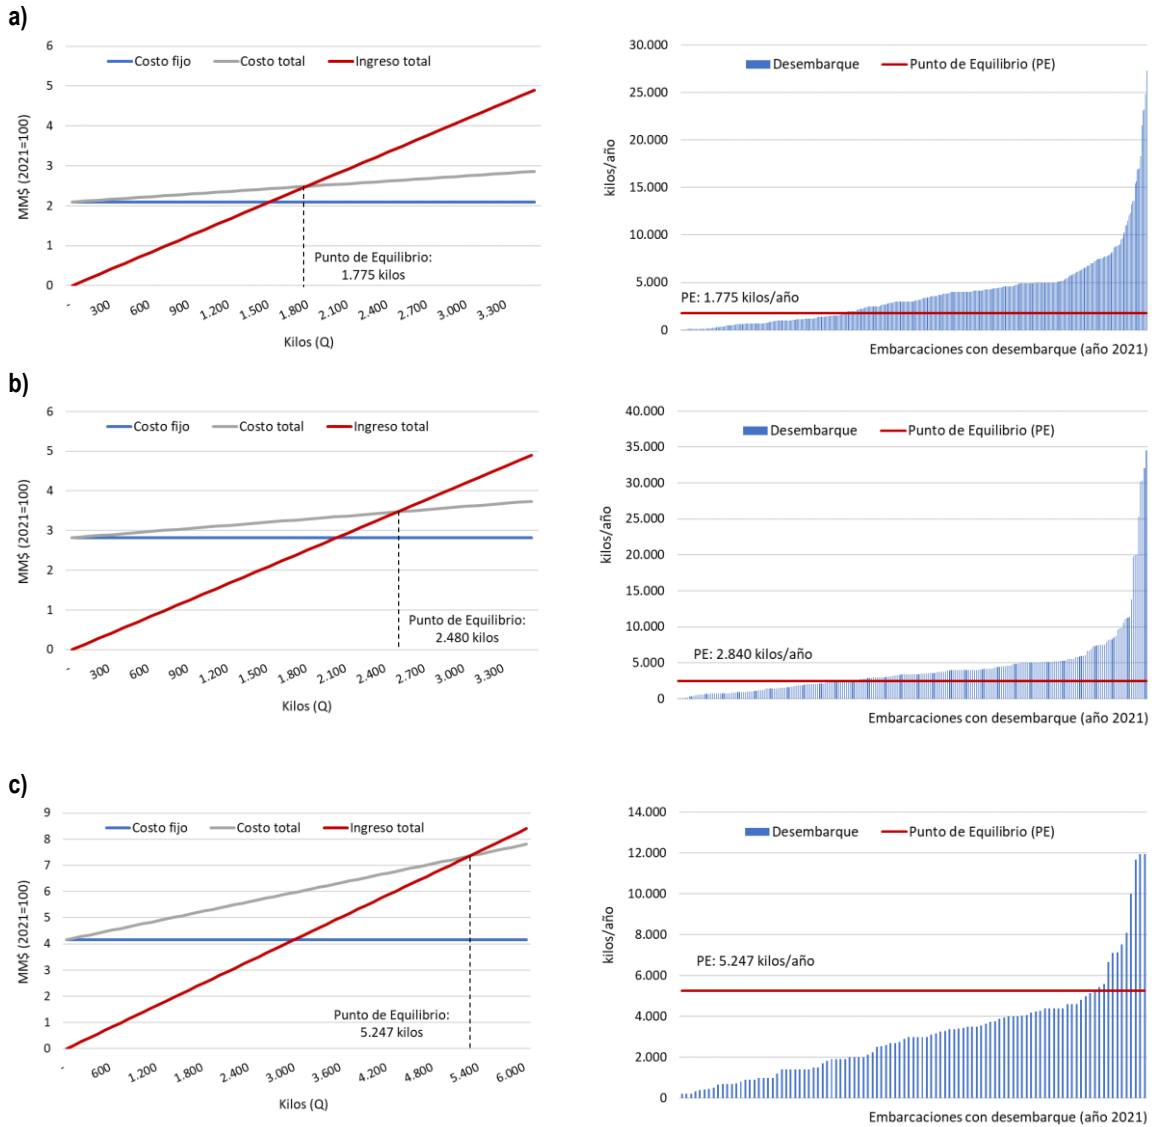 a)
6
5
4
3
2
1
0
MM$ (2021=100)
Costo fijo Costo total Ingreso total
Punto de Equilibrio:
1.775 kilos
- 300 600 900 1.200 1.500 1.800 2.100 2.400 2.700 3.000 3.300
Kilos (Q)
30.000
25.000
20.000
15.000
10.000
5.000
0
kilos/año
Desembarque Punto de Equilibrio (PE)
PE: 1.775 kilos/año
Embarcaciones con desembarque (año 2021)
b)
6
5
4
3
2
1
0
MM$ (2021=100)
Costo fijo Costo total Ingreso total
Punto de Equilibrio:
2.480 kilos
- 300 600 900 1.200 1.500 1.800 2.100 2.400 2.700 3.000 3.300
Kilos (Q)
40.000
35.000
30.000
25.000
20.000
15.000
10.000
5.000
0
kilos/año
Desembarque Punto de Equilibrio (PE)
PE: 2.840 kilos/año
Embarcaciones con desembarque (año 2021)
c)
9
8
7
6
5
4
3
2
1
0
MM$ (2021=100)
Costo fijo Costo total Ingreso total
Punto de Equilibrio:
5.247 kilos
- 600 1.200 1.800 2.400 3.000 3.600 4.200 4.800 5.400 6.000
Kilos (Q)
14.000
12.000
10.000
8.000
6.000
4.000
2.000
0
kilos/año
Desembarque Punto de Equilibrio (PE)
PE: 5.247 kilos/año
Embarcaciones con desembarque (año 2021)